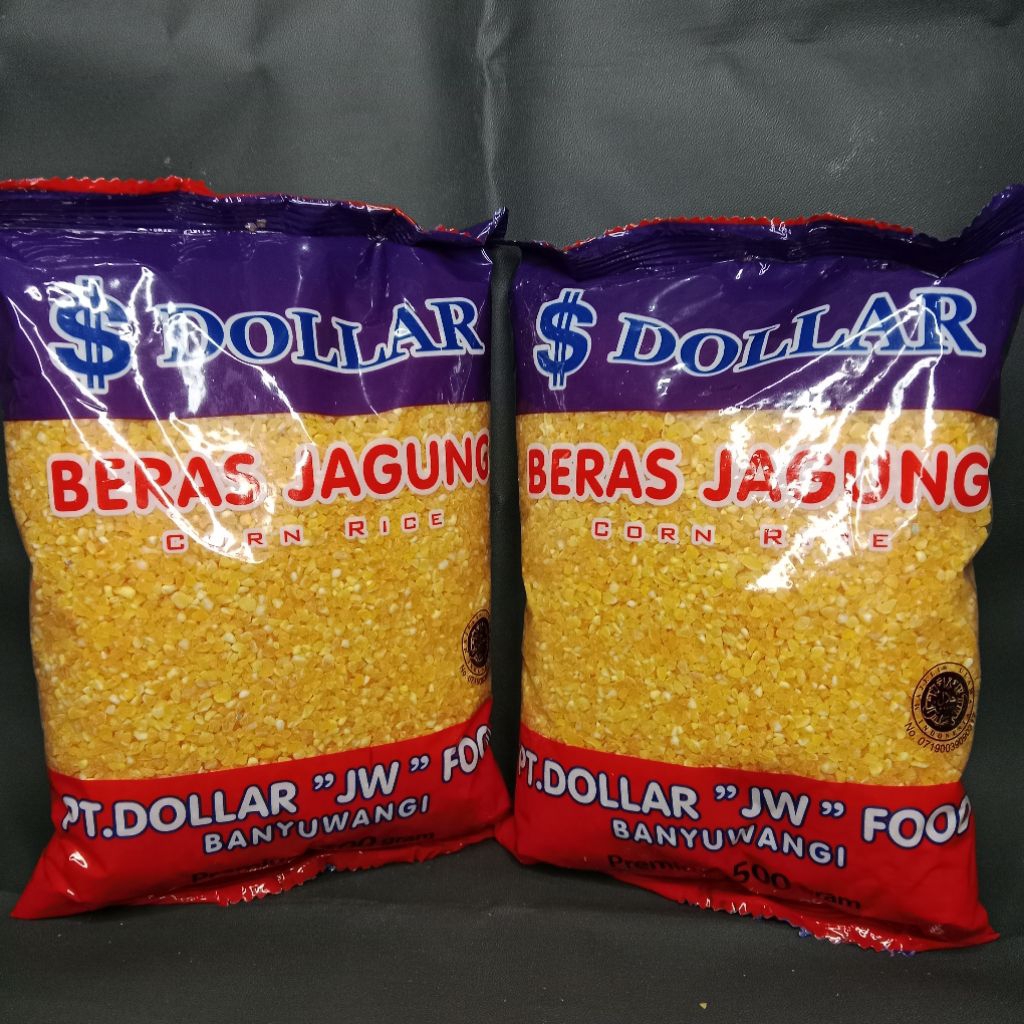 $ DOLLAR
BERAS JAGUNG
CORN RICE
PT.DOLLAR "JW" FOOD
BANYUWANGI
gram
$ DOLLAR
BERAS JAGUNG
CORN RICE
PT.DOLLAR "JW" FOOD
BANYUWANGI
500 gram